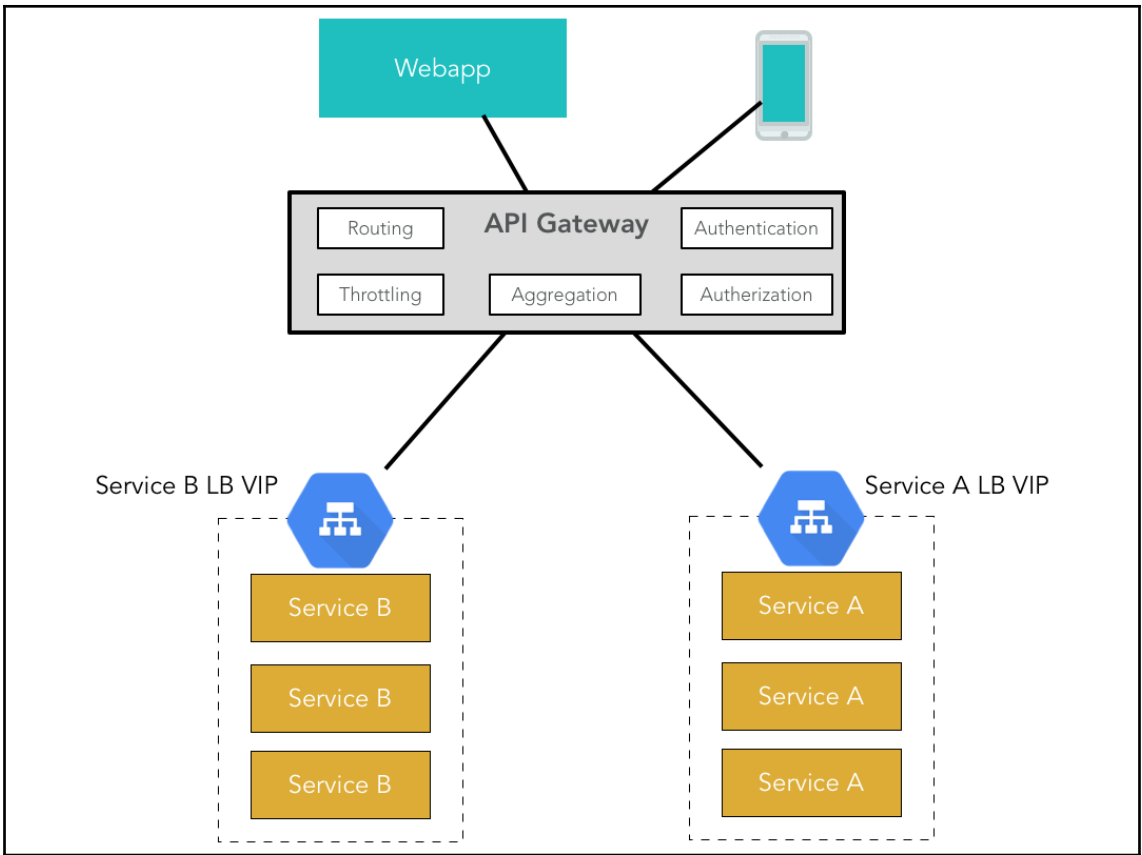 Webapp
API Gateway
Routing
Authentication
Throttling
Aggregation
Autherization
Service B LB VIP
Service A LB VIP
Service B
Service A
Service B
Service A
Service B
Service A